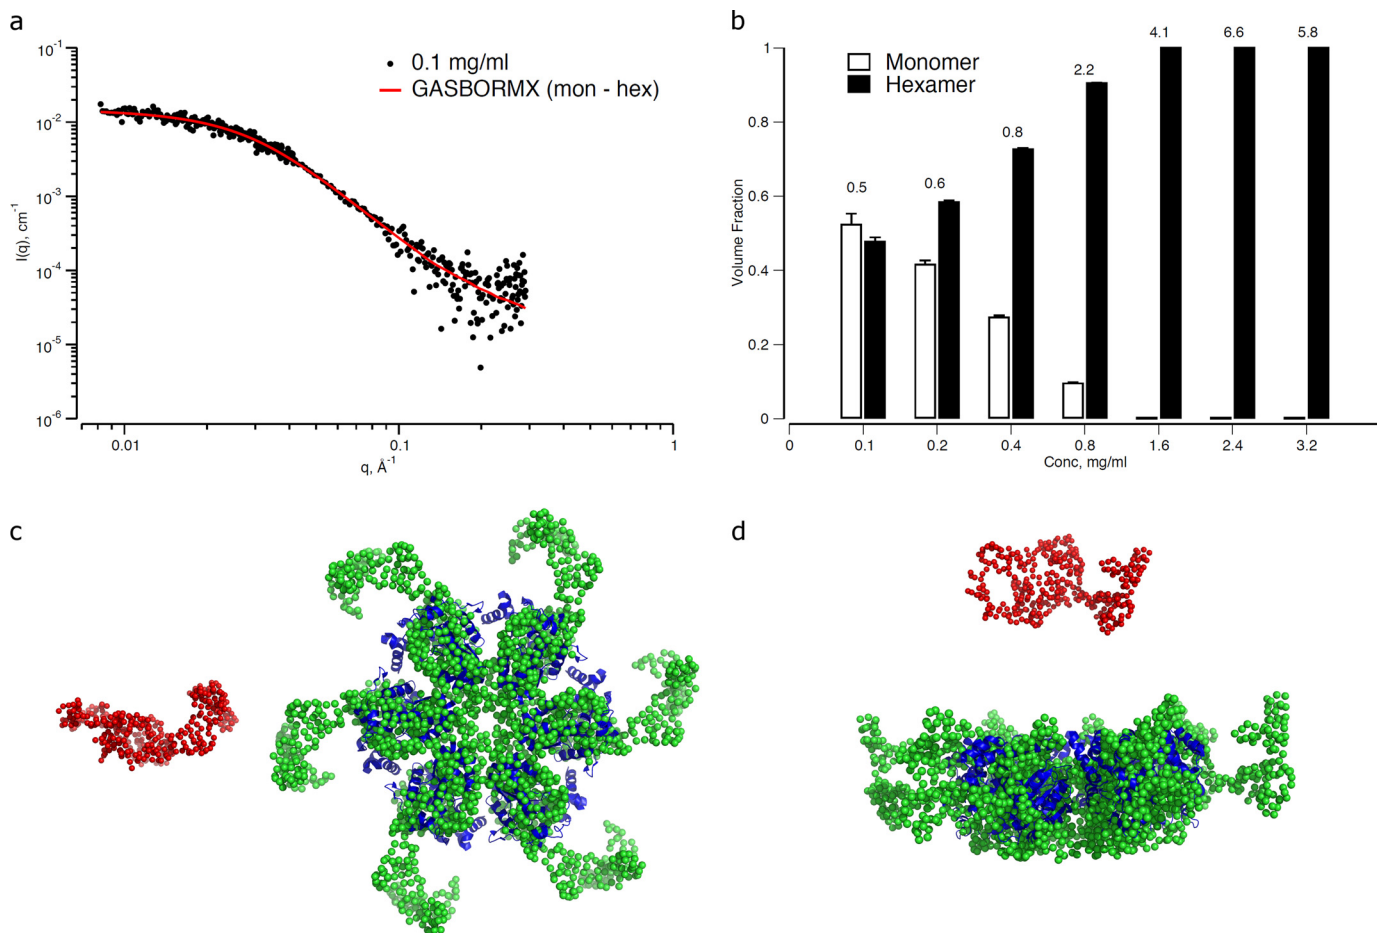 a
10⁻¹
10⁻²
10⁻³
10⁻⁴
10⁻⁵
10⁻⁶
I(q), cm⁻¹
0.1 mg/ml
GASBORMX (mon - hex)
0.01
0.1
1
q, Å⁻¹
b
1
0.8
0.6
0.4
0.2
0
Volume Fraction
Monomer
Hexamer
0.5
0.6
0.8
2.2
4.1
6.6
5.8
0
0.1
0.2
0.4
0.8
1.6
2.4
3.2
Conc, mg/ml
c
d